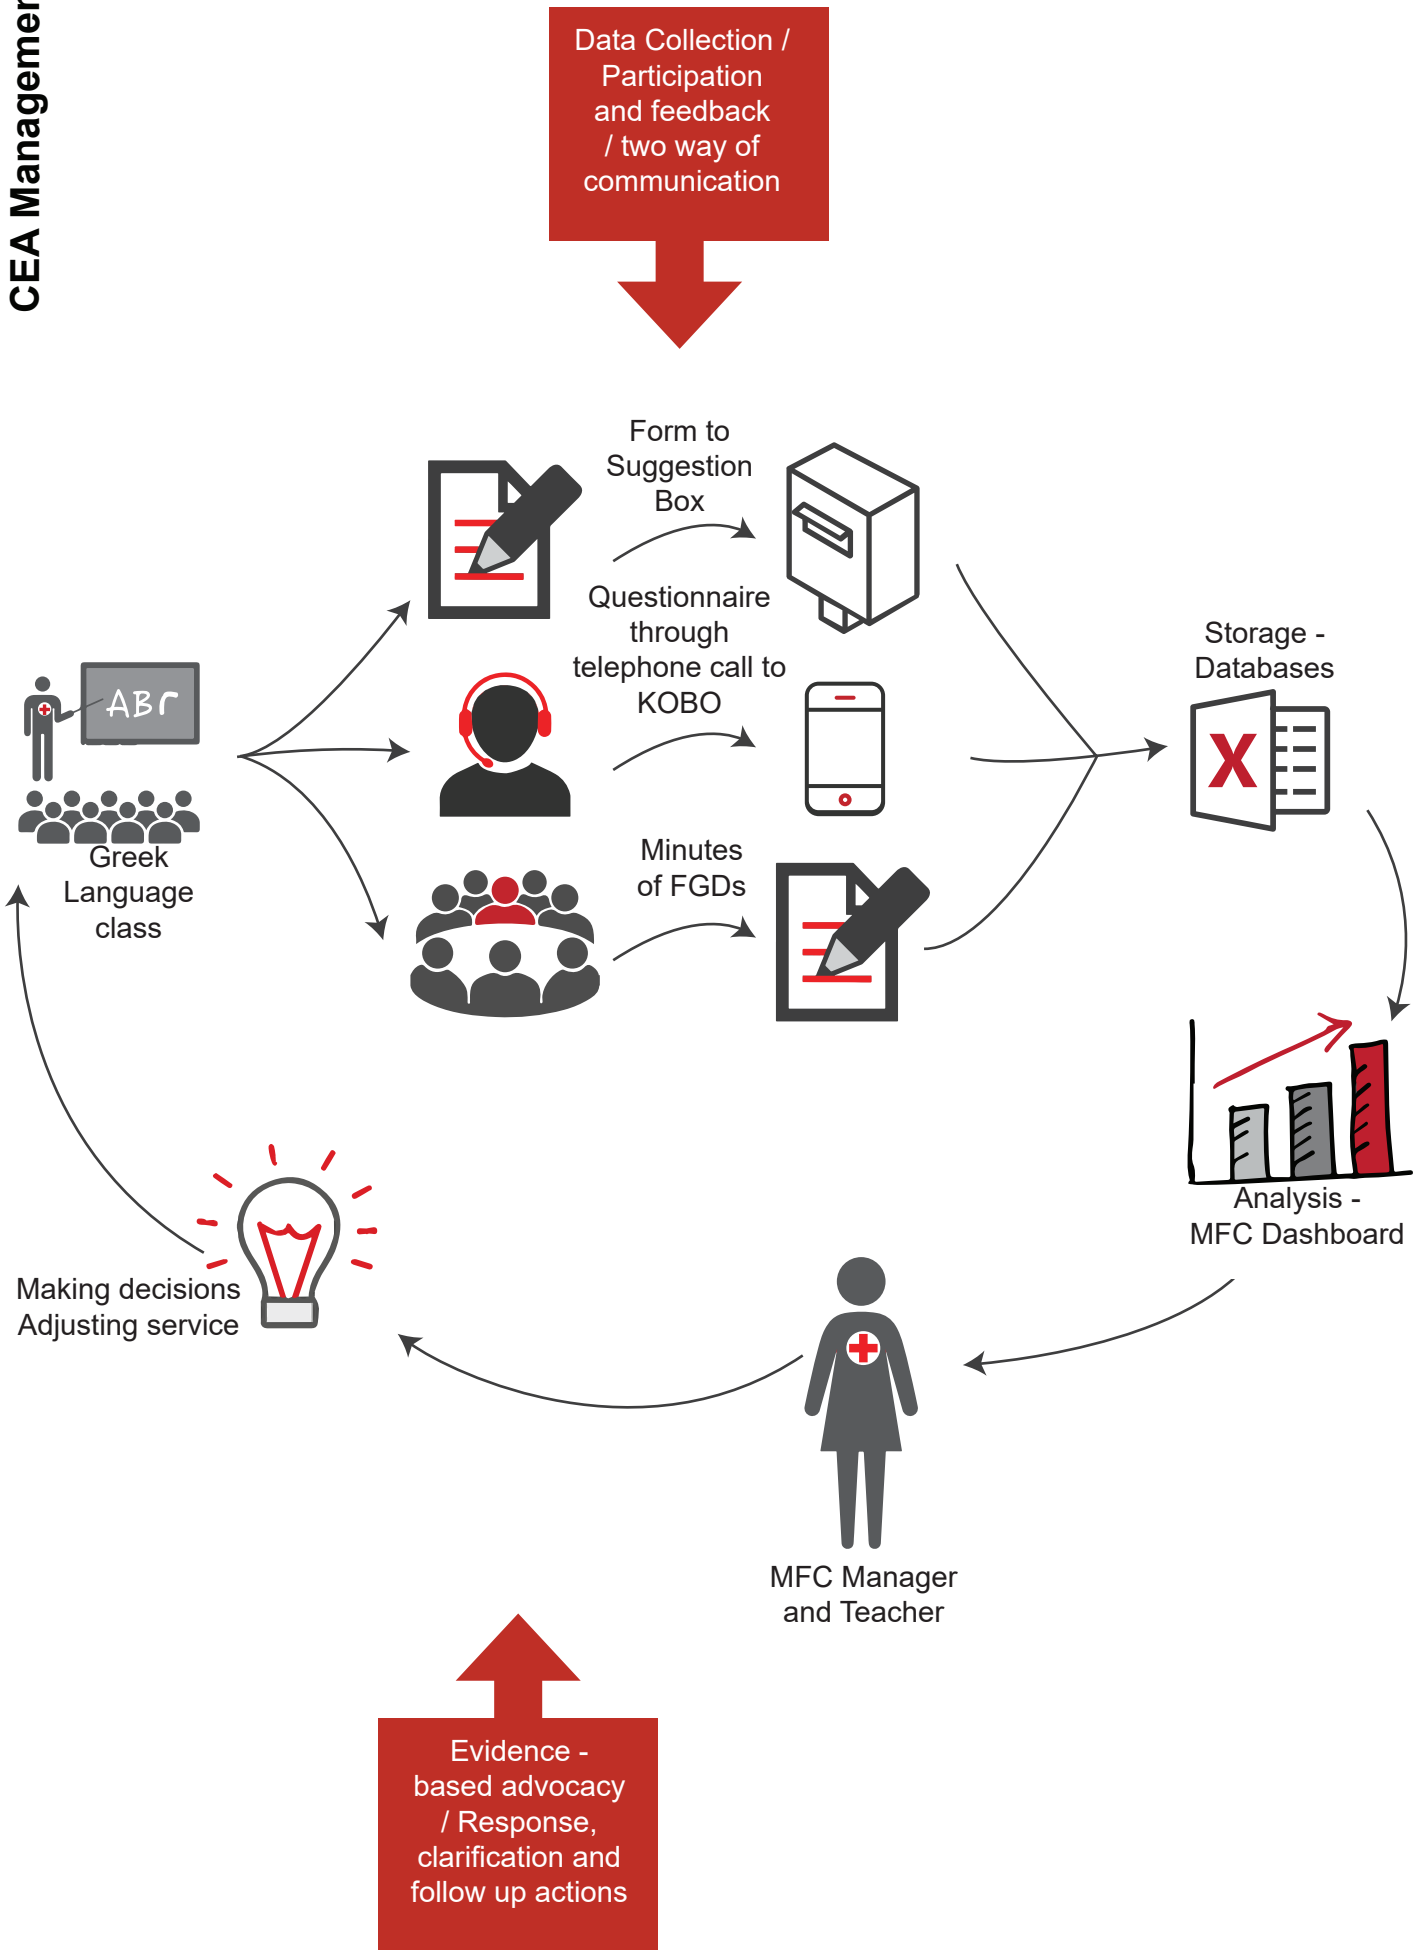 CEA Managemen
Data Collection /
Participation
and feedback
/ two way of
communication
Form to
Suggestion
Box
Questionnaire
through
telephone call to
KOBO
Minutes
of FGDs
ΑΒΓ
Greek
Language
class
Storage -
Databases
X
Analysis -
MFC Dashboard
MFC Manager
and Teacher
Making decisions
Adjusting service
Evidence -
based advocacy
/ Response,
clarification and
follow up actions